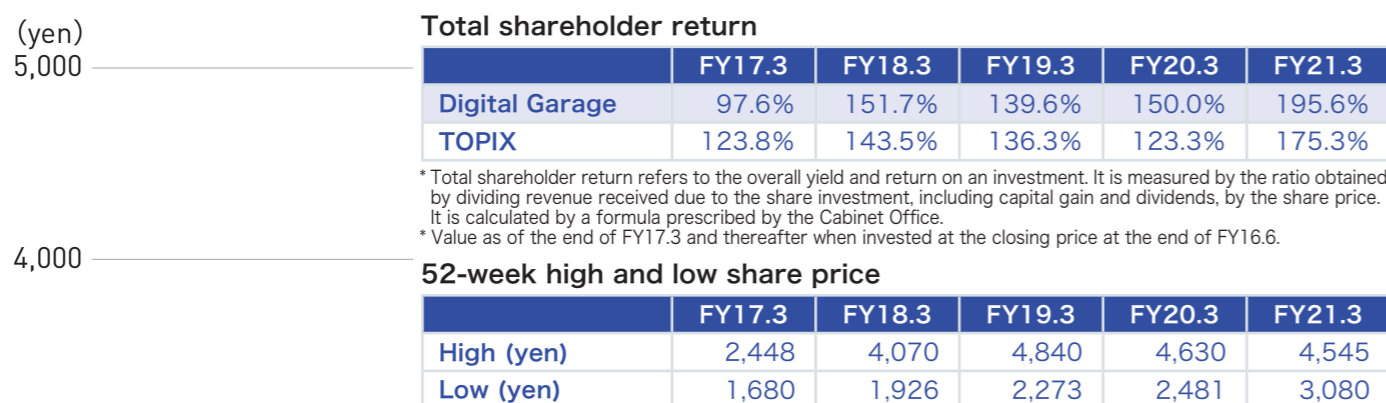 (yen)
5,000
4,000
Total shareholder return
FY17.3 FY18.3 FY19.3 FY20.3 FY21.3
Digital Garage 97.6% 151.7% 139.6% 150.0% 195.6%
TOPIX 123.8% 143.5% 136.3% 123.3% 175.3%
* Total shareholder return refers to the overall yield and return on an investment. It is measured by the ratio obtained
by dividing revenue received due to the share investment, including capital gain and dividends, by the share price.
It is calculated by a formula prescribed by the Cabinet Office.
* Value as of the end of FY17.3 and thereafter when invested at the closing price at the end of FY16.6.
52-week high and low share price
FY17.3 FY18.3 FY19.3 FY20.3 FY21.3
High (yen) 2,448 4,070 4,840 4,630 4,545
Low (yen) 1,680 1,926 2,273 2,481 3,080